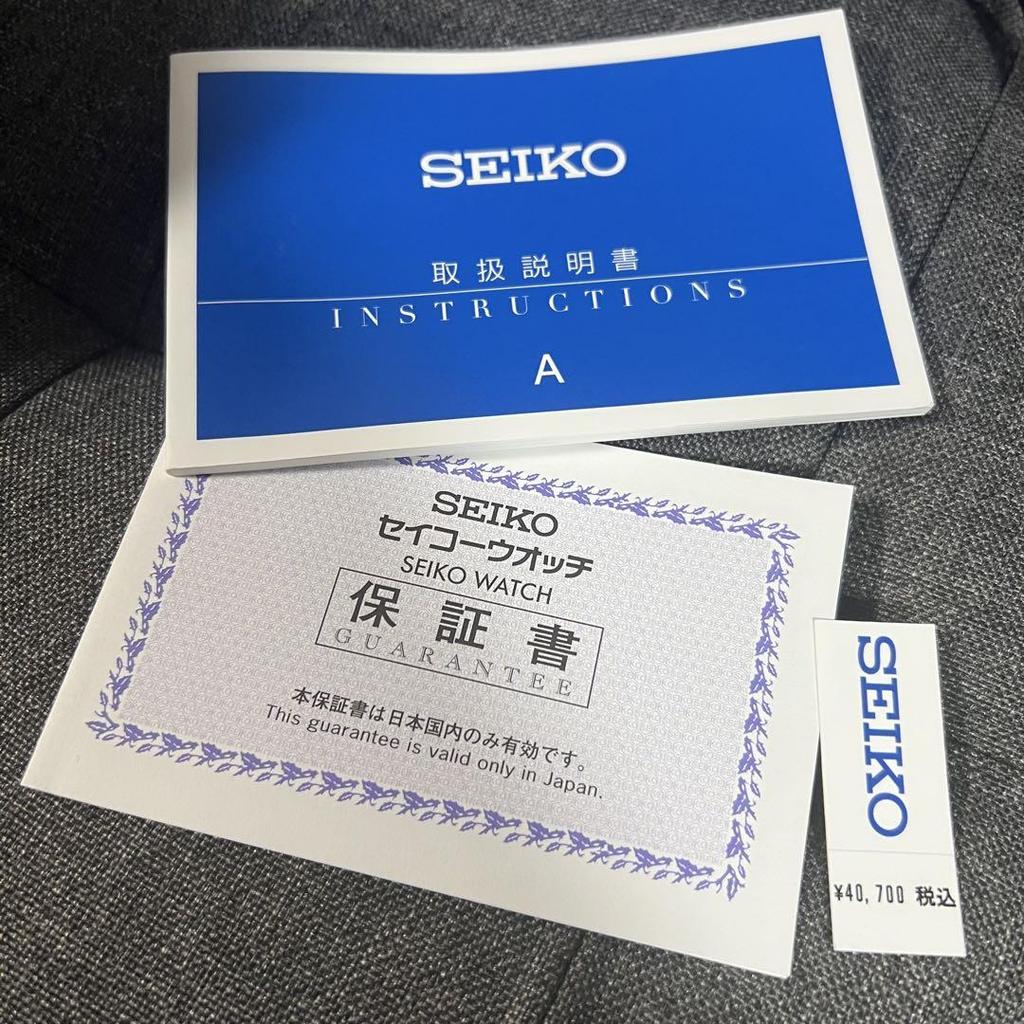 SEIKO
取扱説明書
INSTRUCTIONS
A
SEIKO
セイコーウオッチ
SEIKO WATCH
保証書
GUARANTEE
本保証書は日本国内のみ有効です。
This guarantee is valid only in Japan.
SEIKO
¥40,700 税込